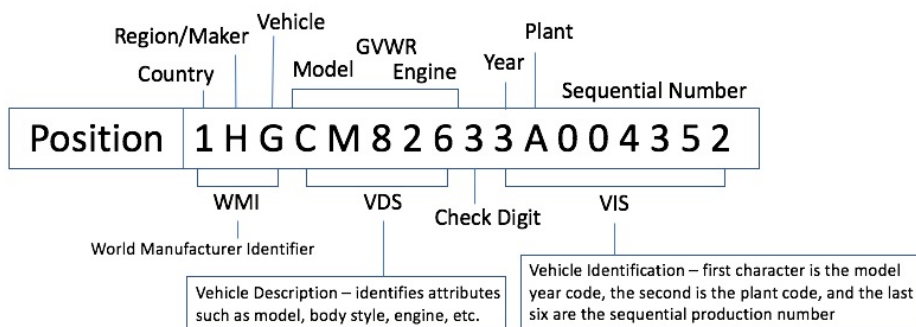 Vehicle
Region/Maker
GVWR
Plant
Country
Model
Engine
Year
Sequential Number
Position
1HGCM82633A004352
WMI
VDS
Check Digit
VIS
World Manufacturer Identifier
Vehicle Description – identifies attributes
such as model, body style, engine, etc.
Vehicle Identification – first character is the model
year code, the second is the plant code, and the last
six are the sequential production number